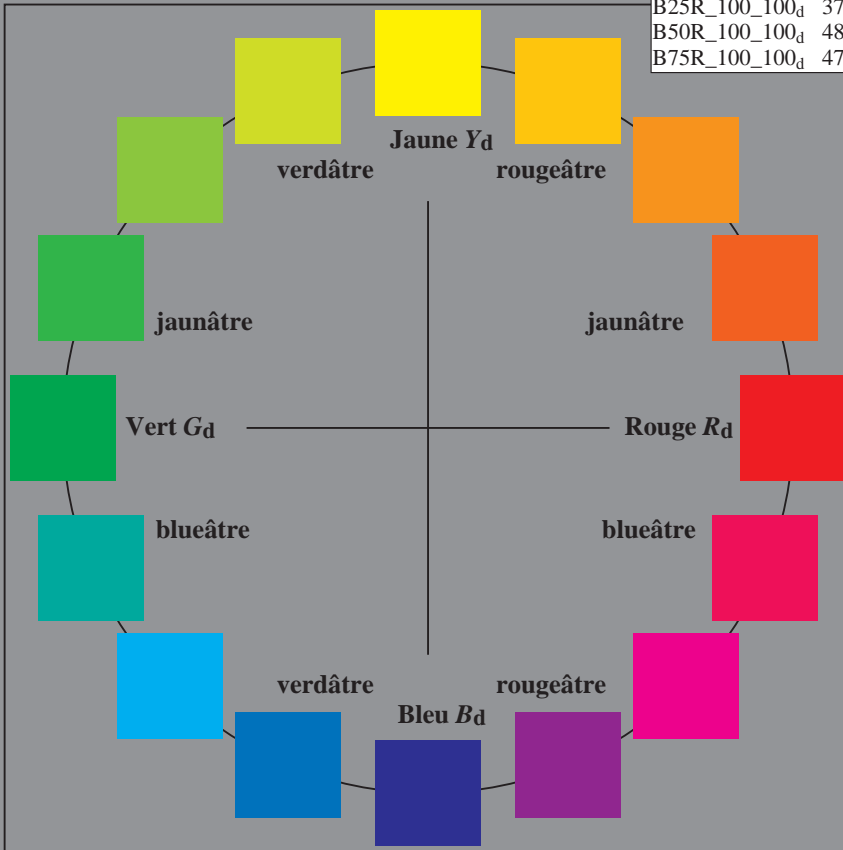 B25R_100_100d 37
B50R_100_100d 48
B75R_100_100d 47
Jaune Yd
verdâtre rougeâtre
jaunâtre jaunâtre
Vert Gd Rouge Rd
blueâtre blueâtre
verdâtre rougeâtre
Bleu Bd